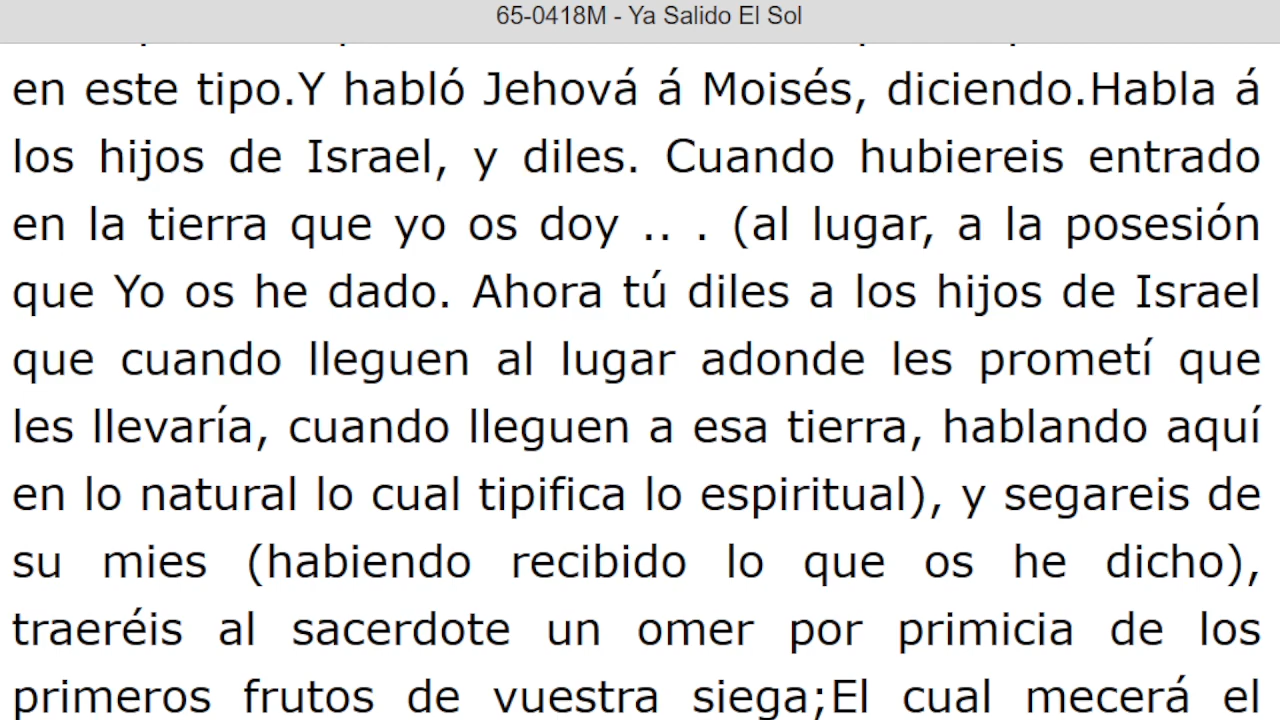 65-0418M - Ya Salido El Sol
en este tipo.Y habló Jehová á Moisés, diciendo.Habla á
los hijos de Israel, y diles. Cuando hubiereis entrado
en la tierra que yo os doy .. . (al lugar, a la posesión
que Yo os he dado. Ahora tú diles a los hijos de Israel
que cuando lleguen al lugar adonde les prometí que
les llevaría, cuando lleguen a esa tierra, hablando aquí
en lo natural lo cual tipifica lo espiritual), y segareis de
su mies (habiendo recibido lo que os he dicho),
traeréis al sacerdote un omer por primicia de los
primeros frutos de vuestra siega;El cual mecerá el